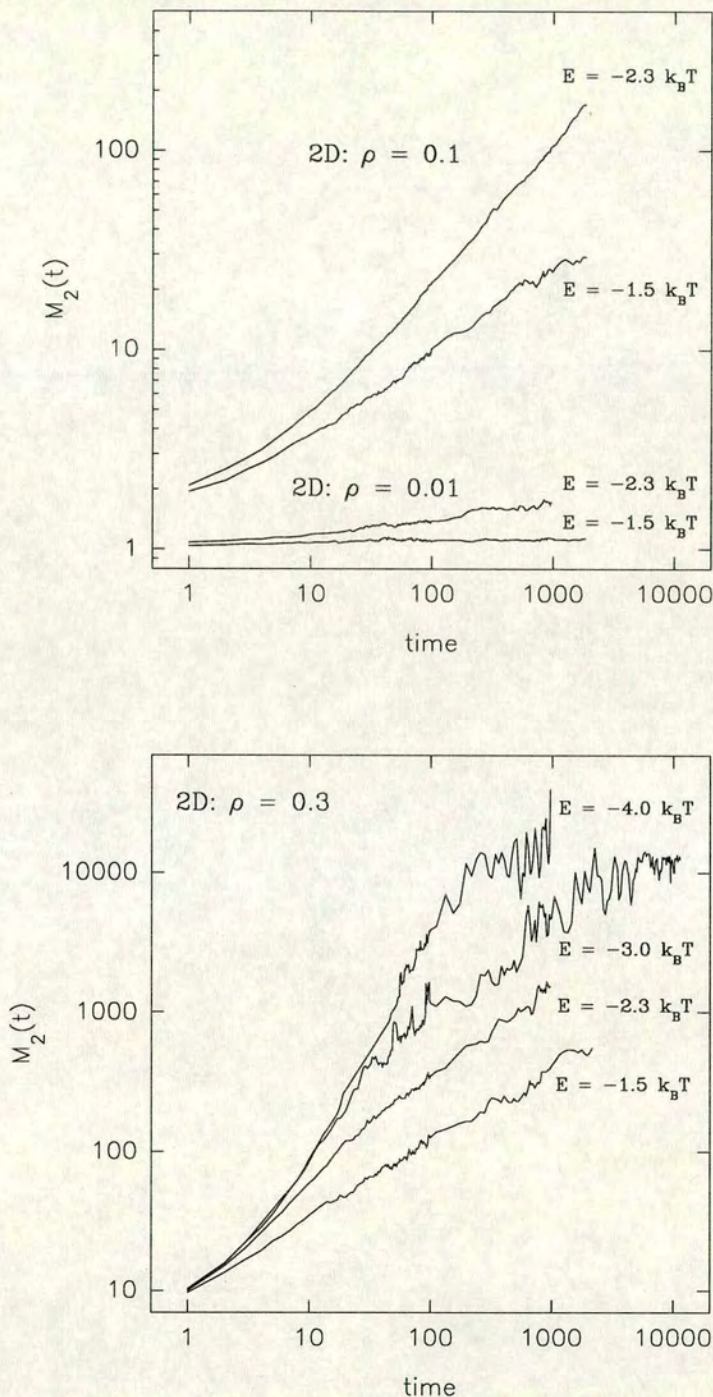 E = −2.3 k_BT
2D: ρ = 0.1
100
M_2(t)
E = −1.5 k_BT
10
2D: ρ = 0.01
E = −2.3 k_BT
E = −1.5 k_BT
1
1 10 100 1000 10000
time
2D: ρ = 0.3
E = −4.0 k_BT
10000
E = −3.0 k_BT
M_2(t)
1000
E = −2.3 k_BT
E = −1.5 k_BT
100
10
1 10 100 1000 10000
time